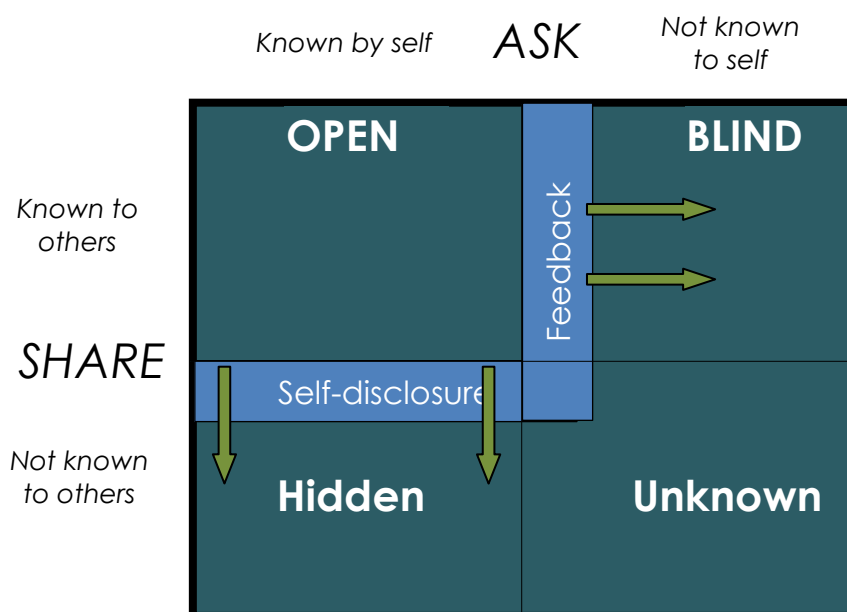 Known by self
ASK
Not known
to self
OPEN
BLIND
Known to
others
Feedback
SHARE
Self-disclosure
Not known
to others
Hidden
Unknown